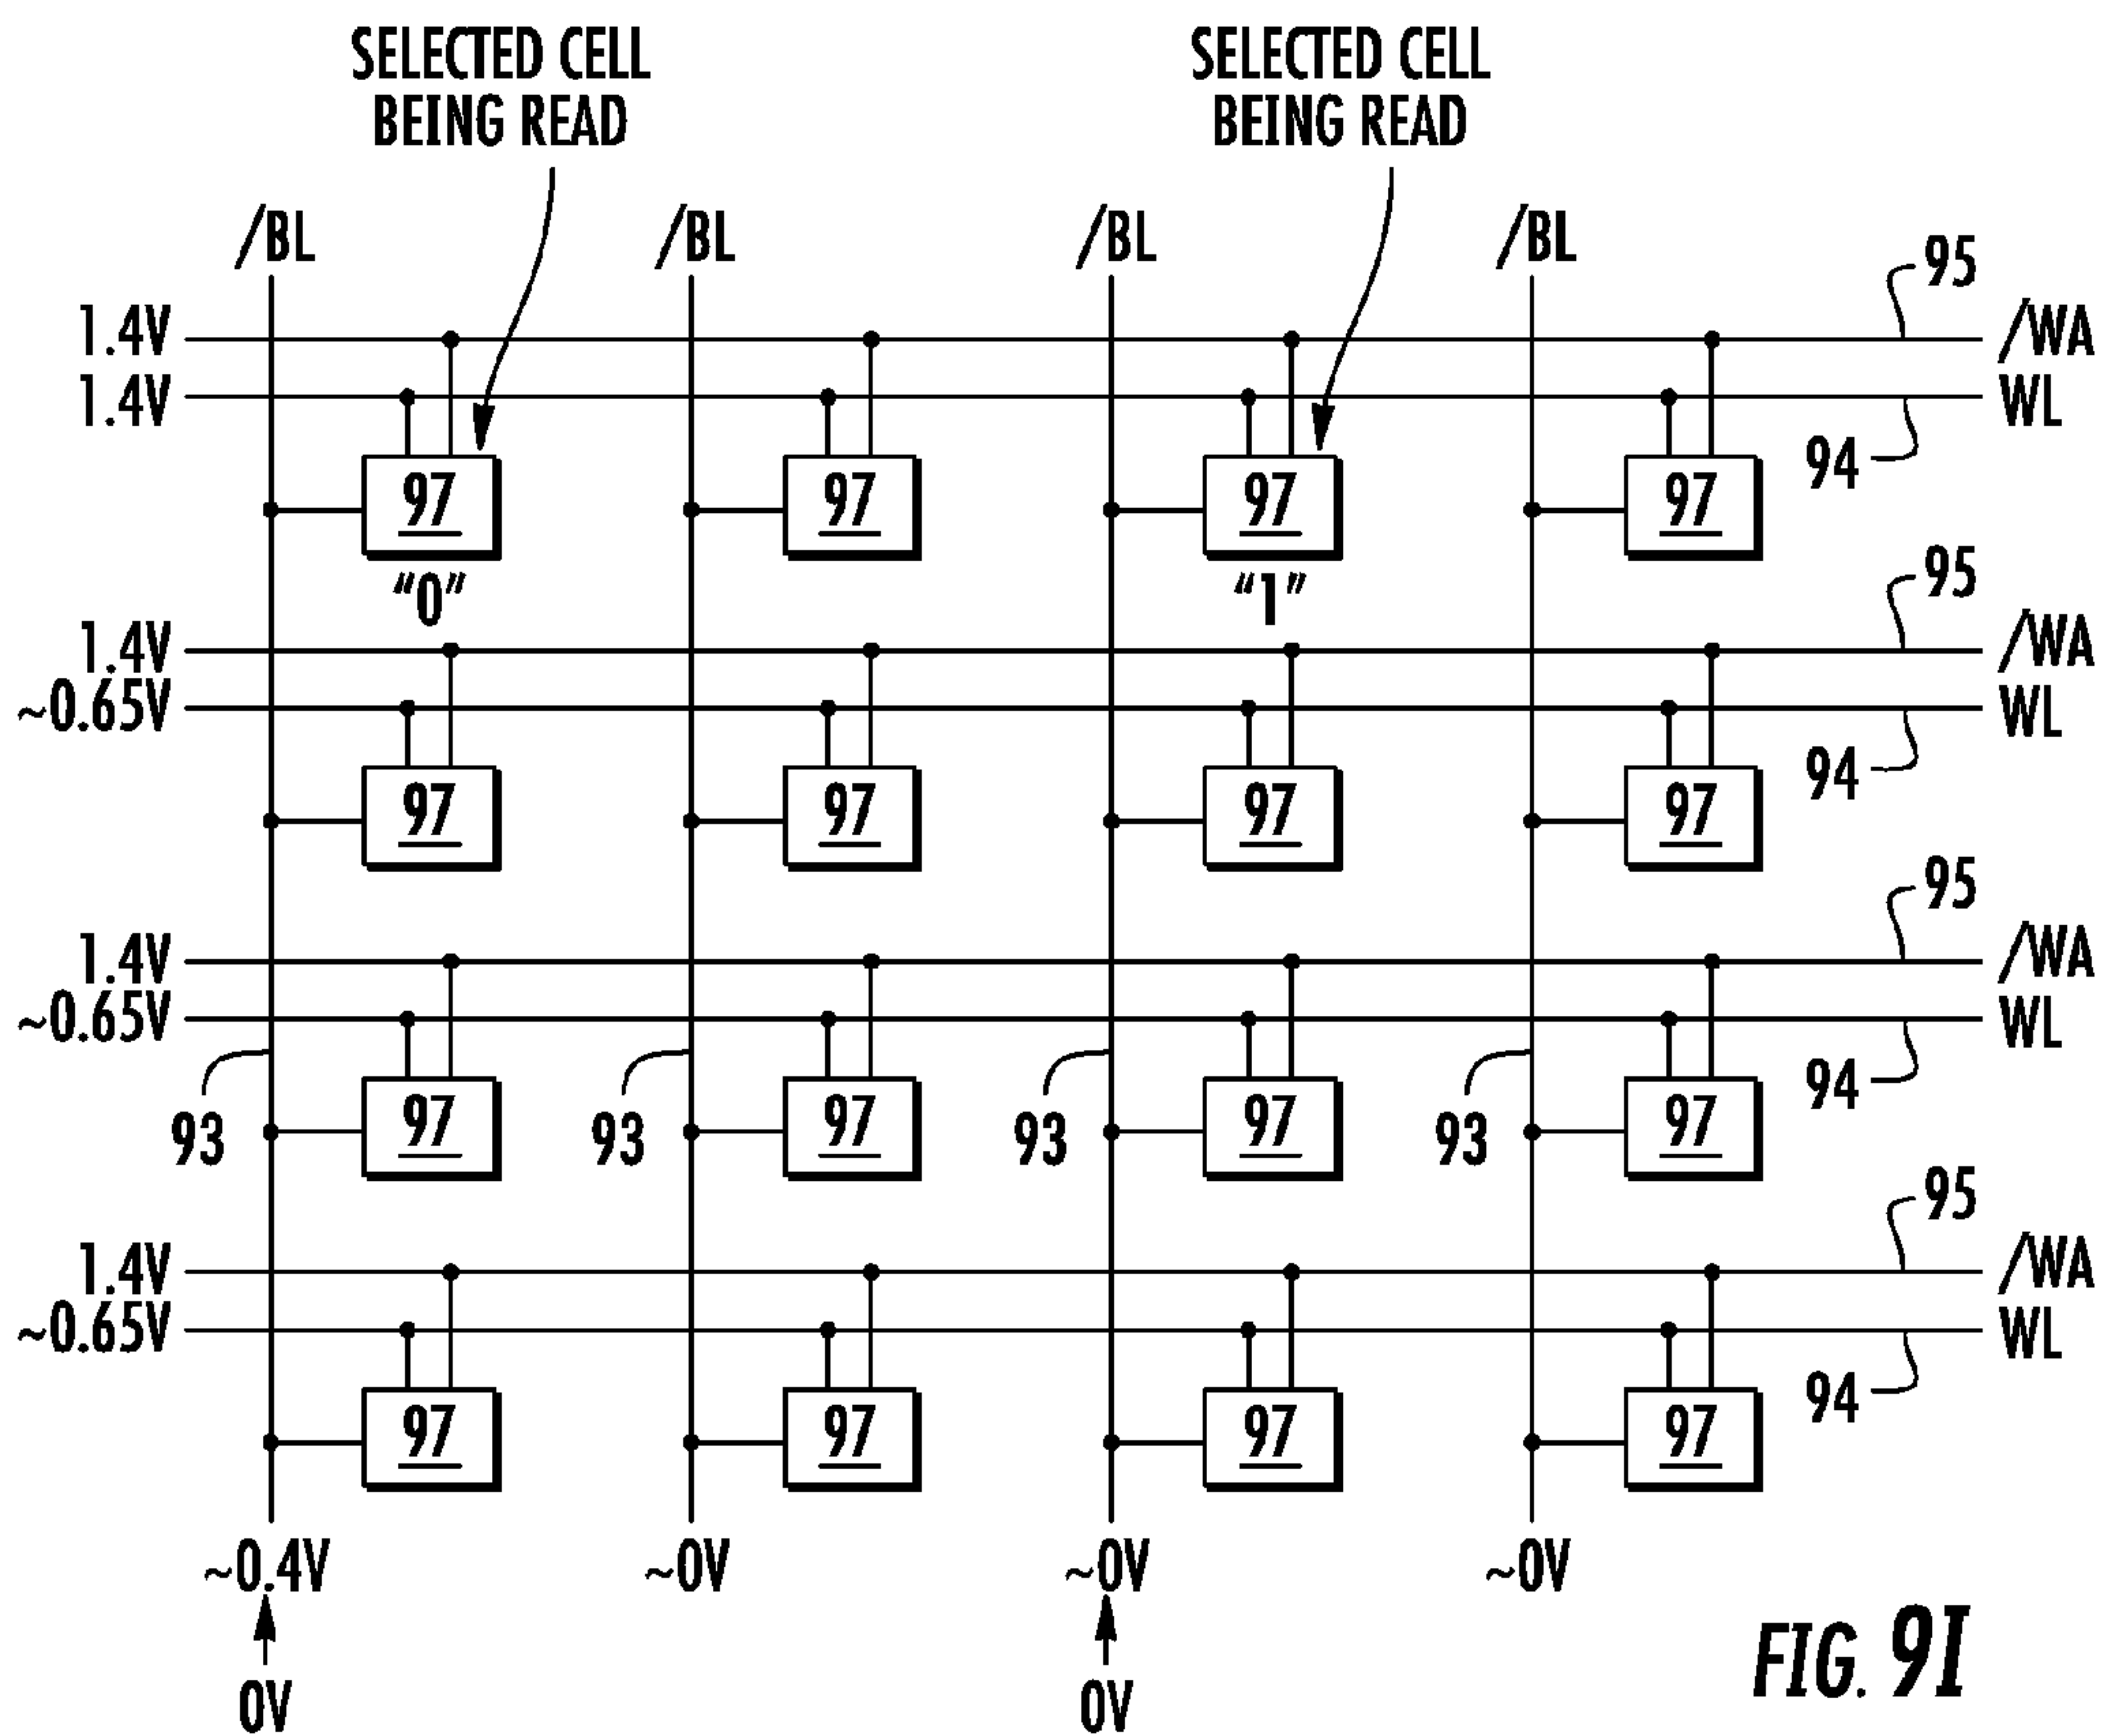 SELECTED CELL SELECTED CELL
BEING READ BEING READ
/BL /BL /BL /BL 95
1.4V /WA
1.4V WL
94
97 97 97 97
“0” “1” 95
1.4V /WA
~0.65V WL
94
97 97 97 97
95
1.4V /WA
~0.65V WL
94
93 97 93 97 93 97 93 97
95
1.4V /WA
~0.65V WL
94
97 97 97 97
~0.4V ~0V ~0V ~0V
0V 0V
FIG. 9I